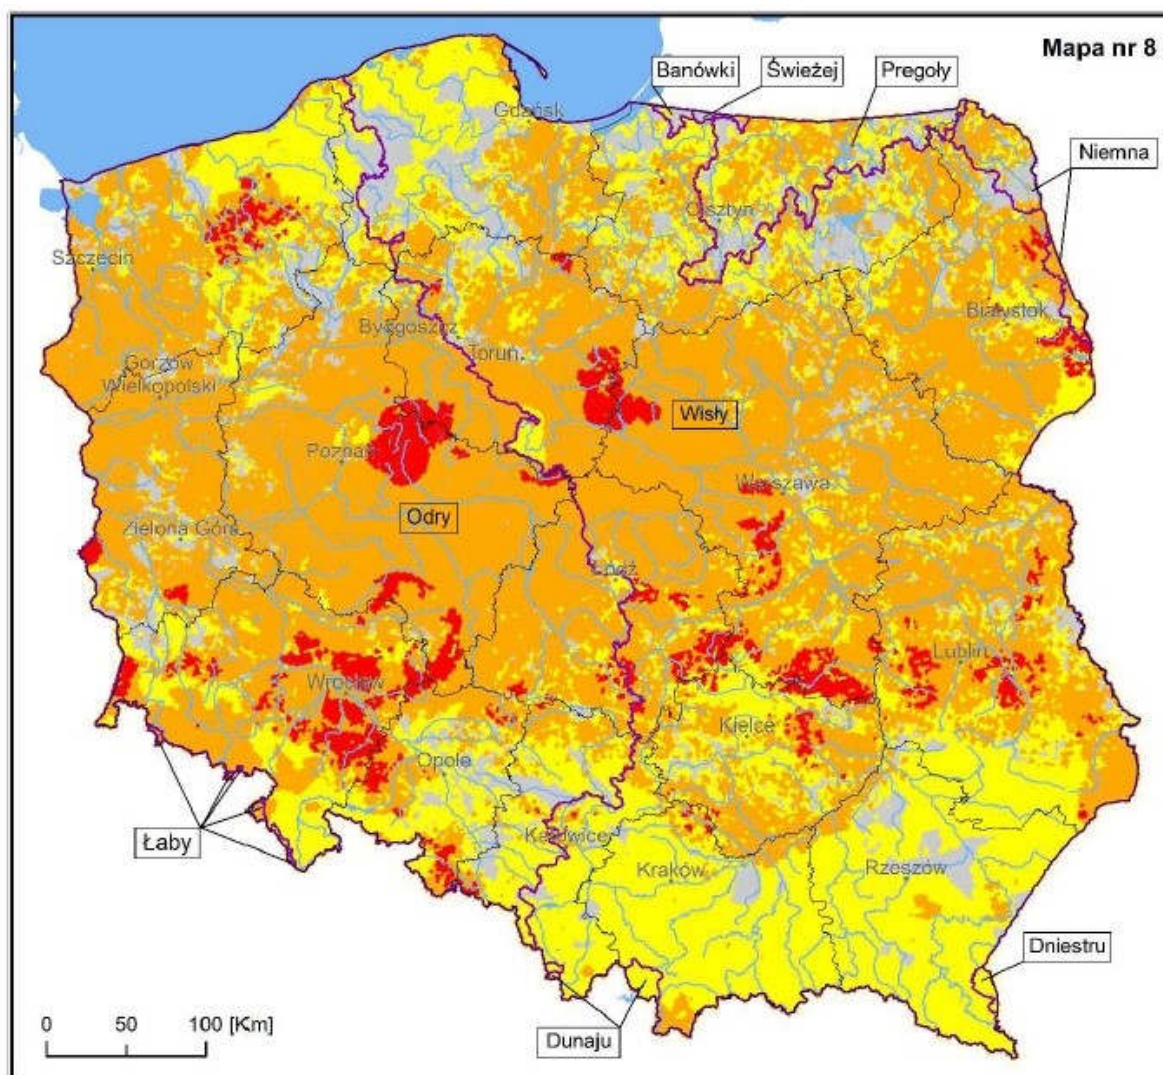 Mapa nr 8
Banówki
Świeżej
Pregoły
Gdańsk
Niemna
Olsztyn
Szczecin
Białystok
Bydgoszcz
Toruń
Gorzów
Wielkopolski
Wisły
Poznań
Warszawa
Odry
Zielona Góra
Łódź
Lublin
Wrocław
Kielce
Opole
Łaby
Katowice
Kraków
Rzeszów
Dniestru
0 50 100 [Km]
Dunaju